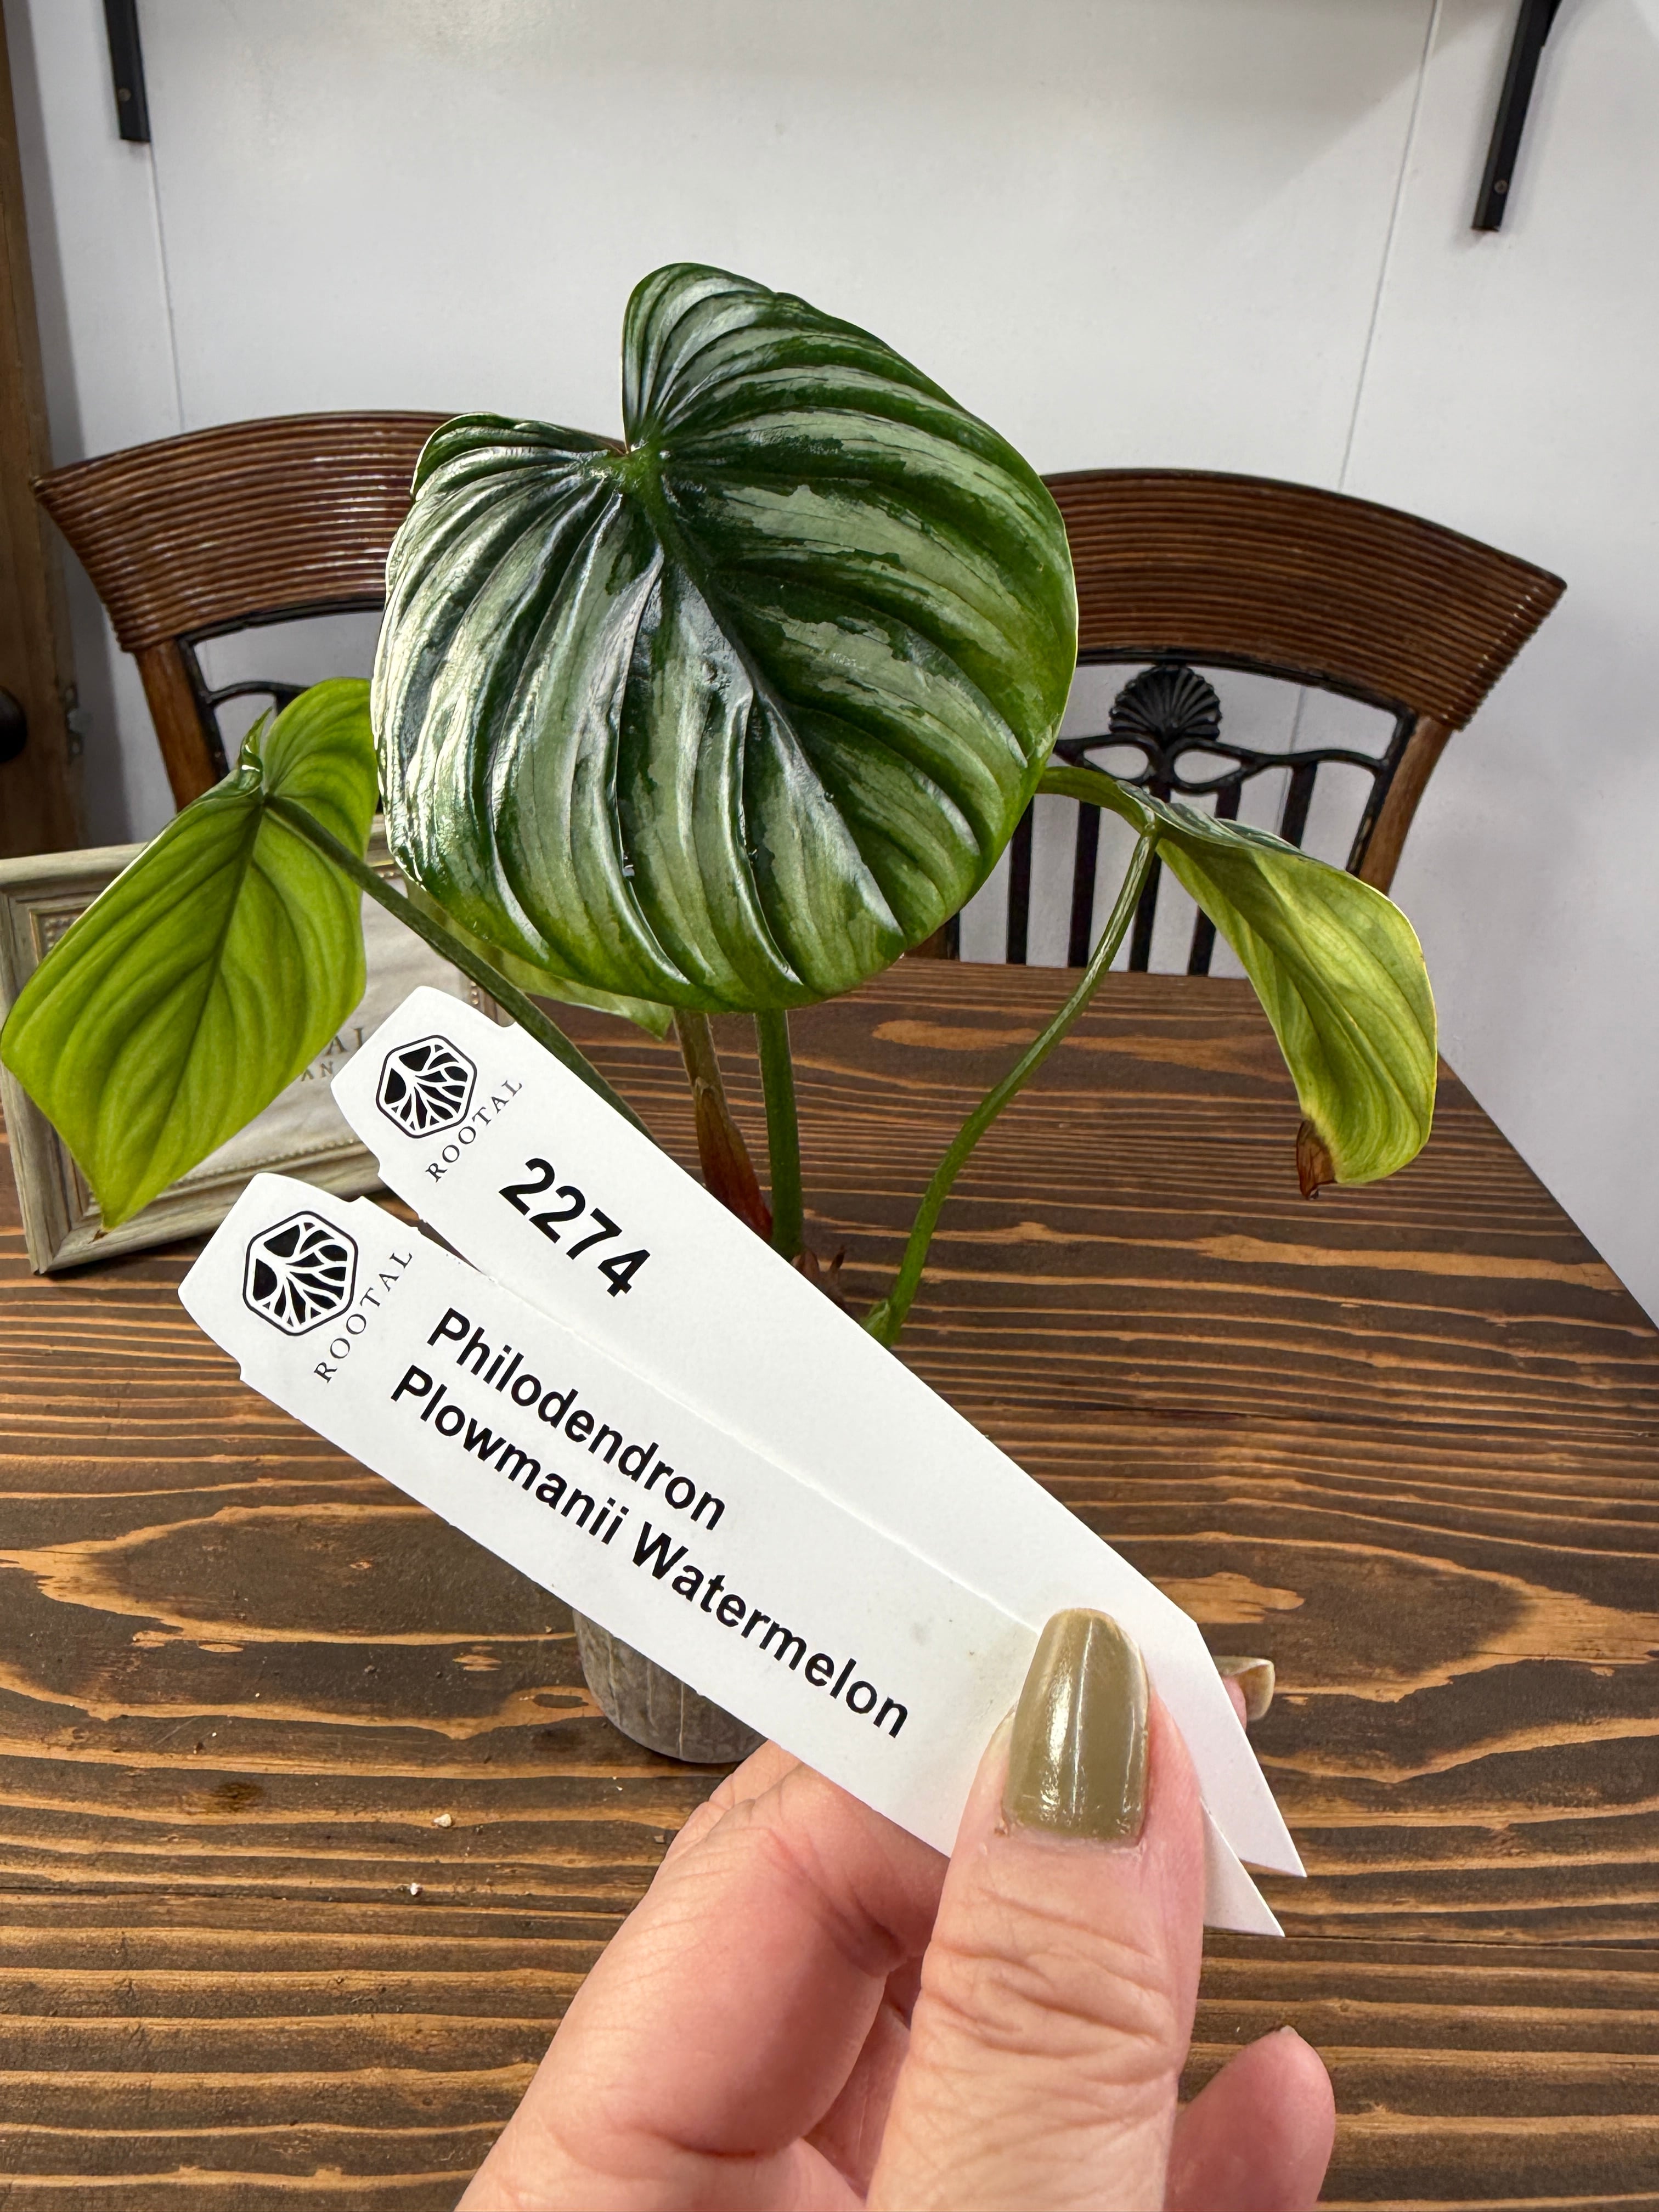 ROOTAL
2274
ROOTAL
Philodendron
Plowmanii Watermelon